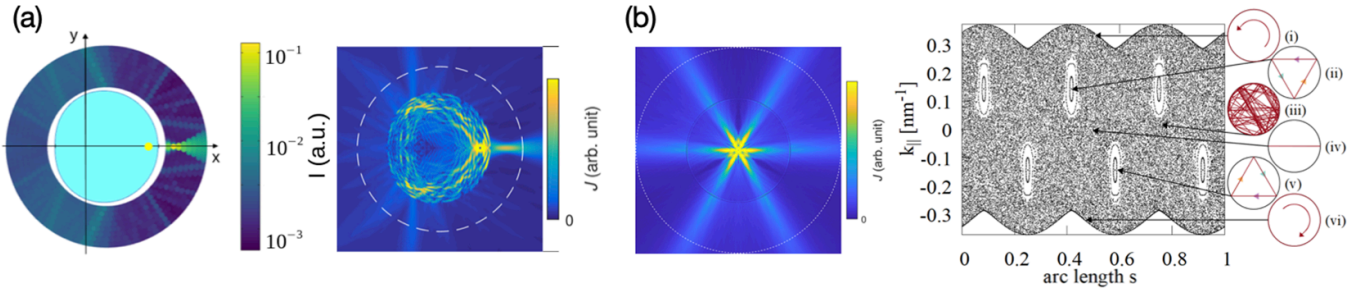 (a)
y
x
10⁻¹
10⁻²
10⁻³
I (a.u.)
J (arb. unit)
0
(b)
J (arb. unit)
0
k|| [nm⁻¹]
0.3
0.2
0.1
0
-0.1
-0.2
-0.3
0 0.2 0.4 0.6 0.8 1
arc length s
(i)
(ii)
(iii)
(iv)
(v)
(vi)